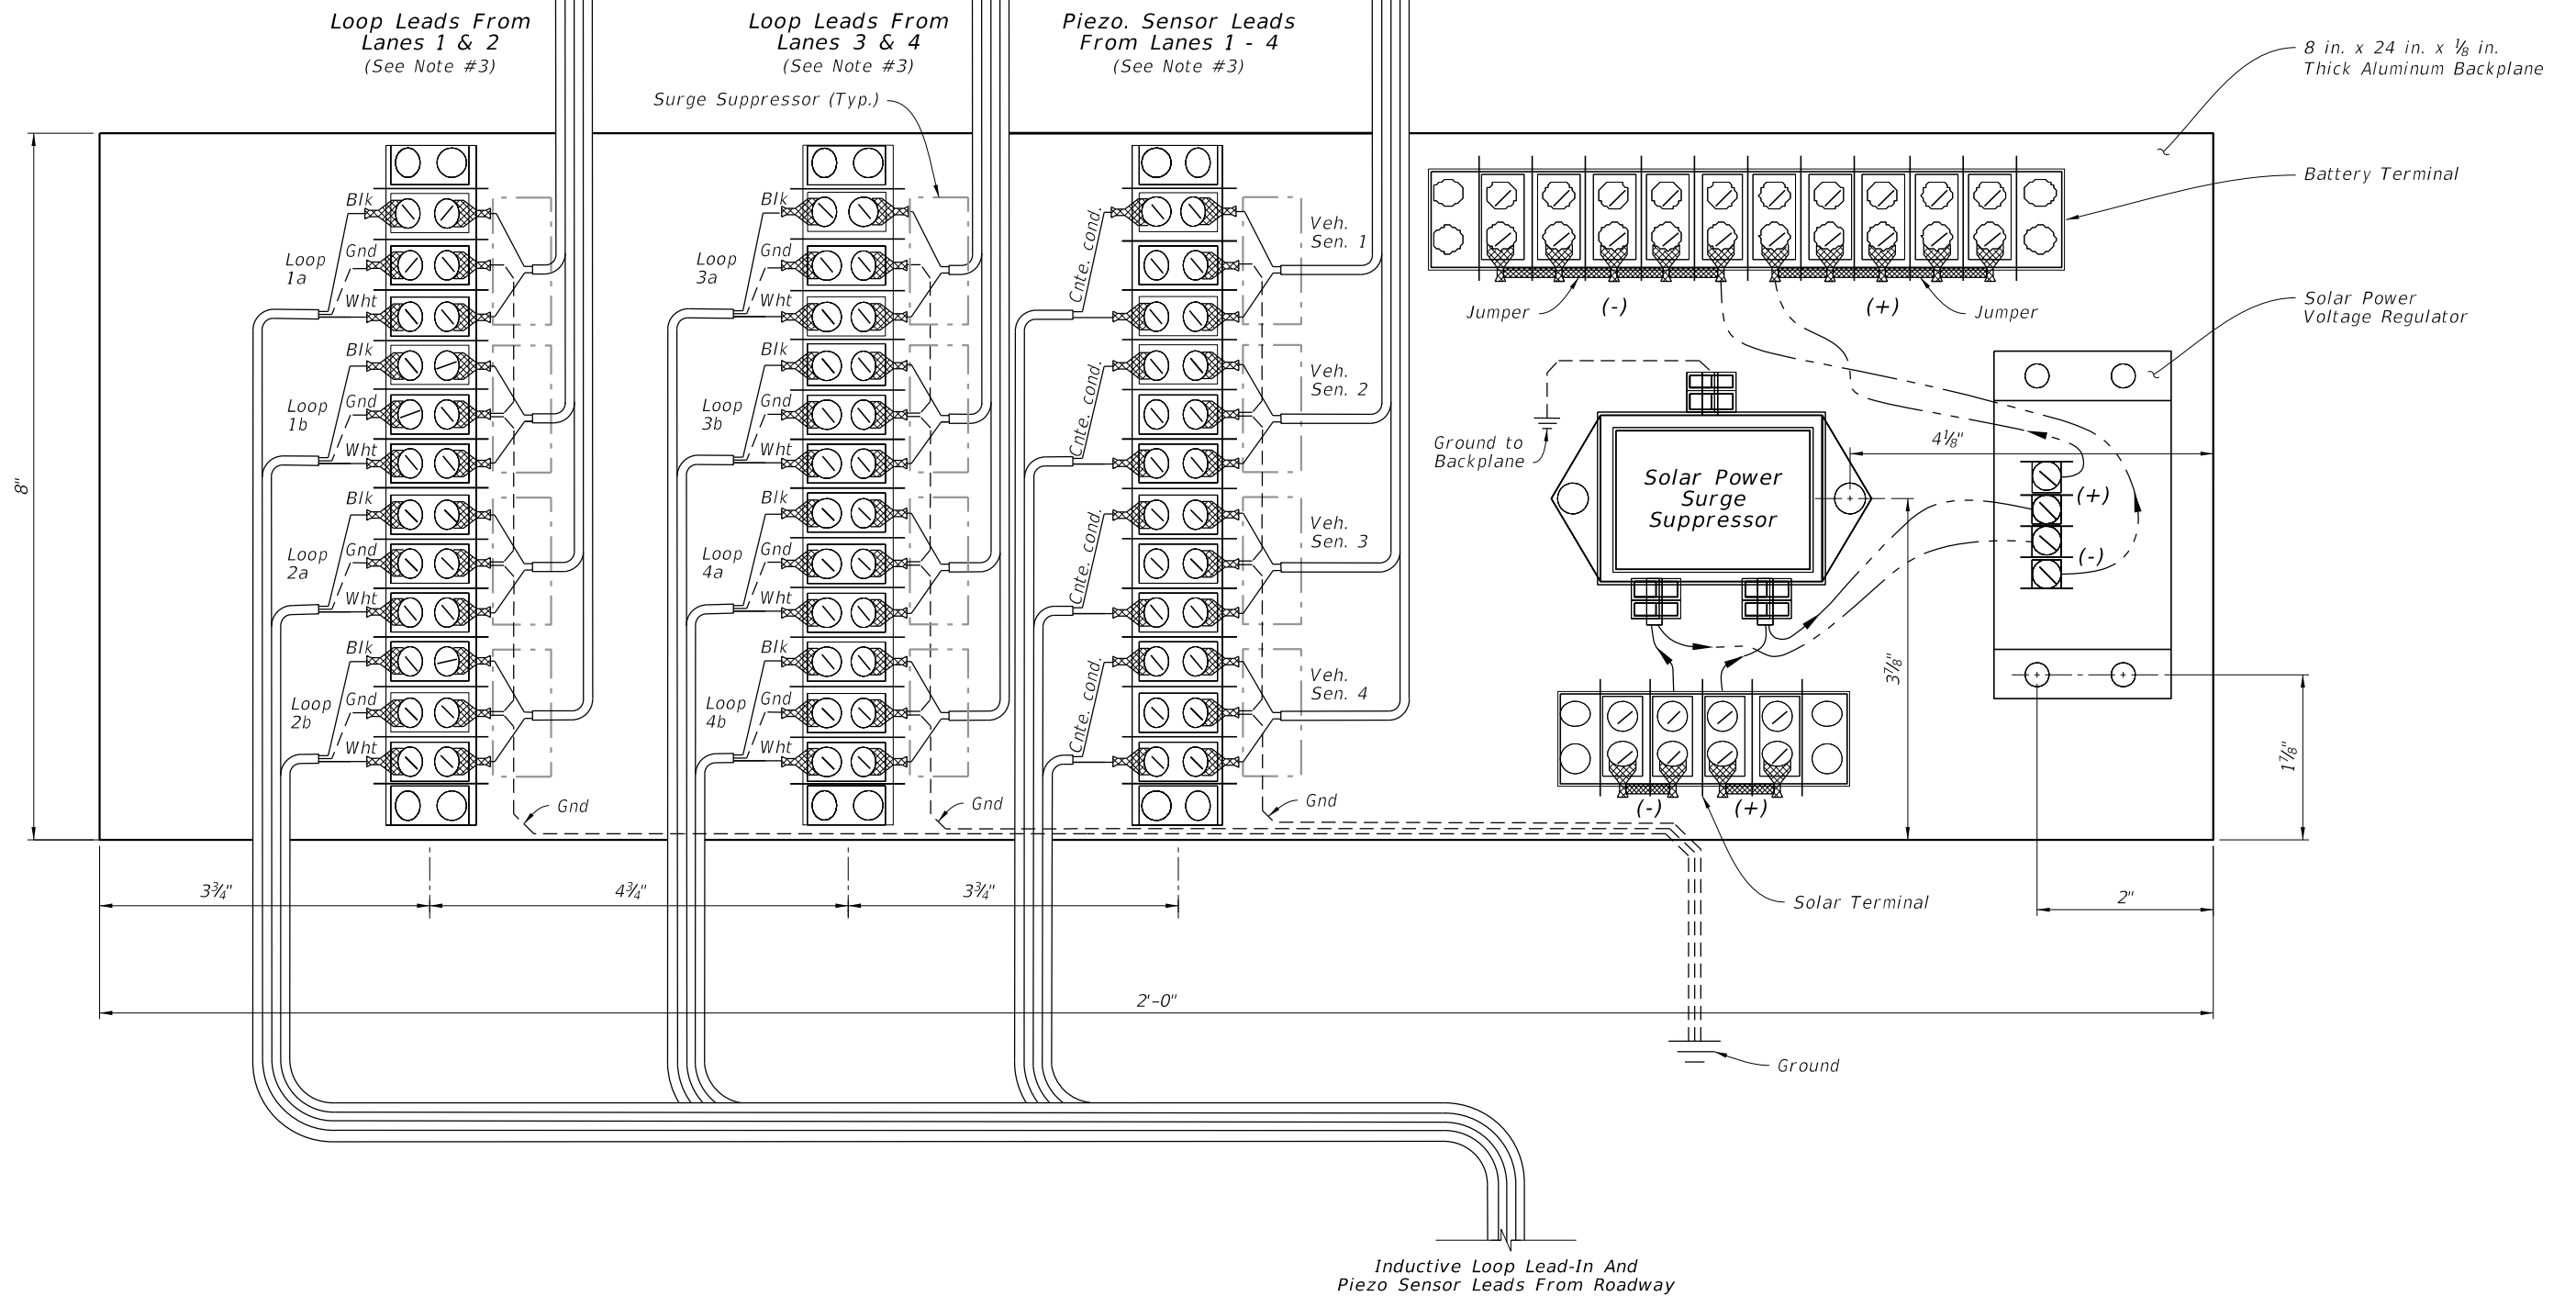 Loop Leads From
Lanes 1 & 2
(See Note #3)
Loop Leads From
Lanes 3 & 4
(See Note #3)
Piezo. Sensor Leads
From Lanes 1 - 4
(See Note #3)
Surge Suppressor (Typ.)
8 in. x 24 in. x ⅛ in.
Thick Aluminum Backplane
Battery Terminal
Solar Power
Voltage Regulator
8"
Blk
Gnd
Wht
Loop
1a
Blk
Gnd
Wht
Loop
1b
Blk
Gnd
Wht
Loop
2a
Blk
Gnd
Wht
Loop
2b
Gnd
Blk
Gnd
Wht
Loop
3a
Blk
Gnd
Wht
Loop
3b
Blk
Gnd
Wht
Loop
4a
Blk
Gnd
Wht
Loop
4b
Gnd
Cnte. cond.
Cnte. cond.
Cnte. cond.
Cnte. cond.
Veh.
Sen. 1
Veh.
Sen. 2
Veh.
Sen. 3
Veh.
Sen. 4
Gnd
Jumper
(-)
(+)
Jumper
Ground to
Backplane
Solar Power
Surge
Suppressor
4⅛"
(+)
(-)
3⅞"
1⅞"
(-)
(+)
Solar Terminal
3¾"
4¾"
3¾"
2"
2'-0"
Ground
Inductive Loop Lead-In And
Piezo Sensor Leads From Roadway